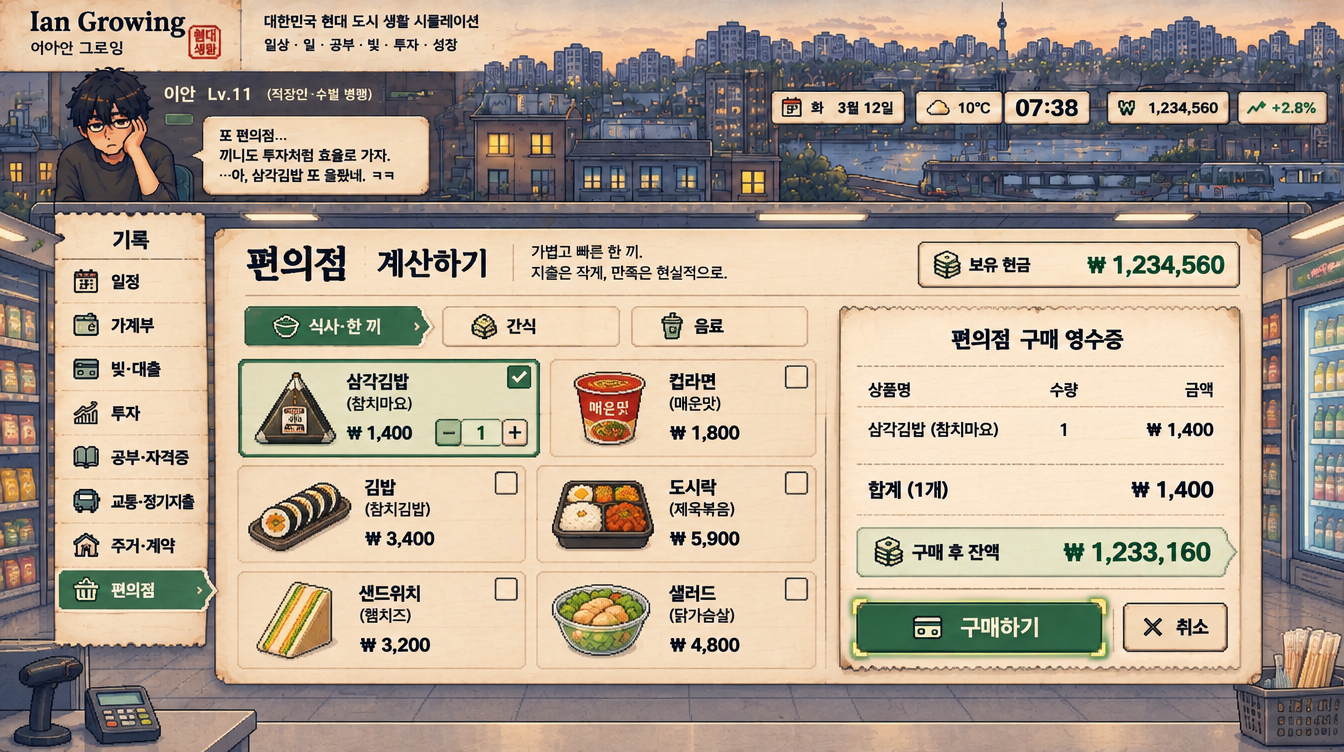 Ian Growing
어아안 그로잉
현대
생활
대한민국 현대 도시 생활 시뮬레이션
일상 · 일 · 공부 · 빚 · 투자 · 성장
이안 Lv.11 (직장인·수벌 병맹)
또 편의점...
끼니도 투자처럼 효율로 가자.
…아, 삼각김밥 또 올랐네. ㅋㅋ
화 3월 12일
10°C
07:38
₩ 1,234,560
+2.8%
기록
일정
가계부
빚·대출
투자
공부·자격증
교통·정기지출
주거·계약
편의점
편의점 계산하기
가볍고 빠른 한 끼.
지출은 작게, 만족은 현실적으로.
보유 현금 ₩ 1,234,560
식사·한 끼
간식
음료
삼각김밥
(참치마요)
₩ 1,400
− 1 +
컵라면
(매운맛)
₩ 1,800
매운맛
김밥
(참치김밥)
₩ 3,400
도시락
(제육볶음)
₩ 5,900
샌드위치
(햄치즈)
₩ 3,200
샐러드
(닭가슴살)
₩ 4,800
편의점 구매 영수증
상품명 수량 금액
삼각김밥 (참치마요) 1 ₩ 1,400
합계 (1개) ₩ 1,400
구매 후 잔액 ₩ 1,233,160
구매하기
취소